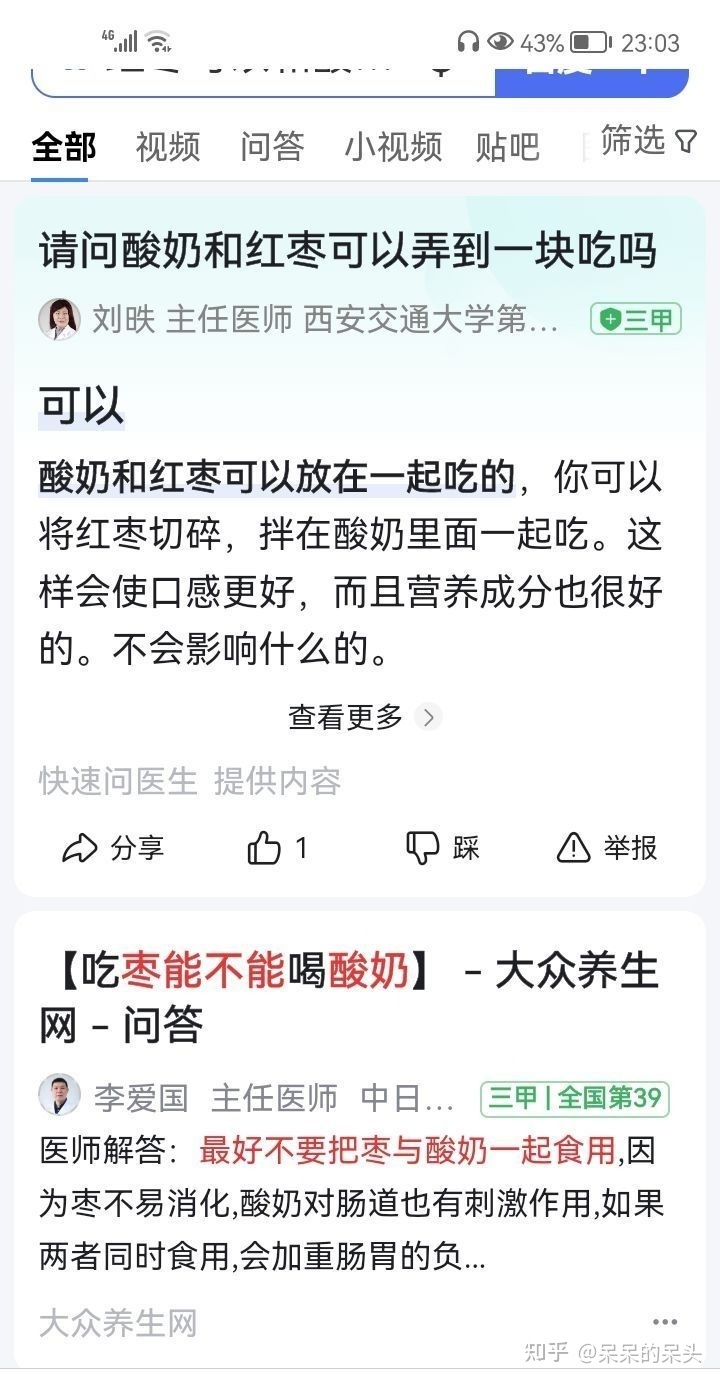 4G 43% 23:03
全部 视频 问答 小视频 贴吧 筛选
请问酸奶和红枣可以弄到一块吃吗
刘昳 主任医师 西安交通大学第... 三甲
可以
酸奶和红枣可以放在一起吃的，你可以
将红枣切碎，拌在酸奶里面一起吃。这
样会使口感更好，而且营养成分也很好
的。不会影响什么的。
查看更多
快速问医生 提供内容
分享 1 踩 举报
【吃枣能不能喝酸奶】 – 大众养生
网 – 问答
李爱国 主任医师 中日... 三甲 | 全国第39
医师解答：最好不要把枣与酸奶一起食用,因
为枣不易消化,酸奶对肠道也有刺激作用,如果
两者同时食用,会加重肠胃的负...
大众养生网
知乎 @呆呆的呆头